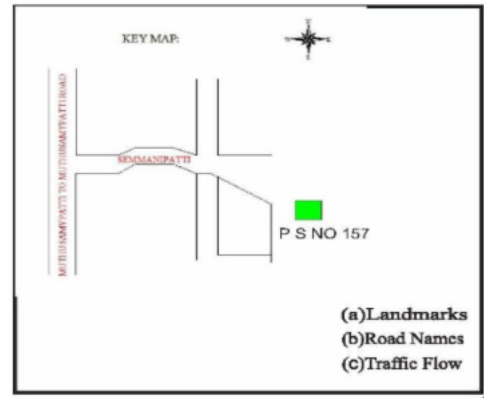 KEY MAP:
MUTHUSAMYPATTI TO MUTHUSAMYPATTI ROAD
SEMMANIPATTI
P S NO 157
(a)Landmarks
(b)Road Names
(c)Traffic Flow